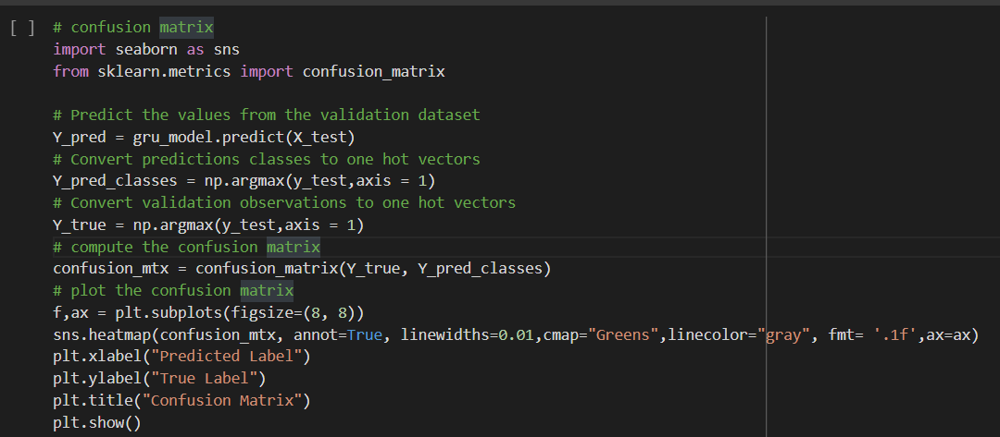 [ ] # confusion matrix
import seaborn as sns
from sklearn.metrics import confusion_matrix
# Predict the values from the validation dataset
Y_pred = gru_model.predict(X_test)
# Convert predictions classes to one hot vectors
Y_pred_classes = np.argmax(y_test,axis = 1)
# Convert validation observations to one hot vectors
Y_true = np.argmax(y_test,axis = 1)
# compute the confusion matrix
confusion_mtx = confusion_matrix(Y_true, Y_pred_classes)
# plot the confusion matrix
f,ax = plt.subplots(figsize=(8, 8))
sns.heatmap(confusion_mtx, annot=True, linewidths=0.01,cmap="Greens",linecolor="gray", fmt= '.1f',ax=ax)
plt.xlabel("Predicted Label")
plt.ylabel("True Label")
plt.title("Confusion Matrix")
plt.show()